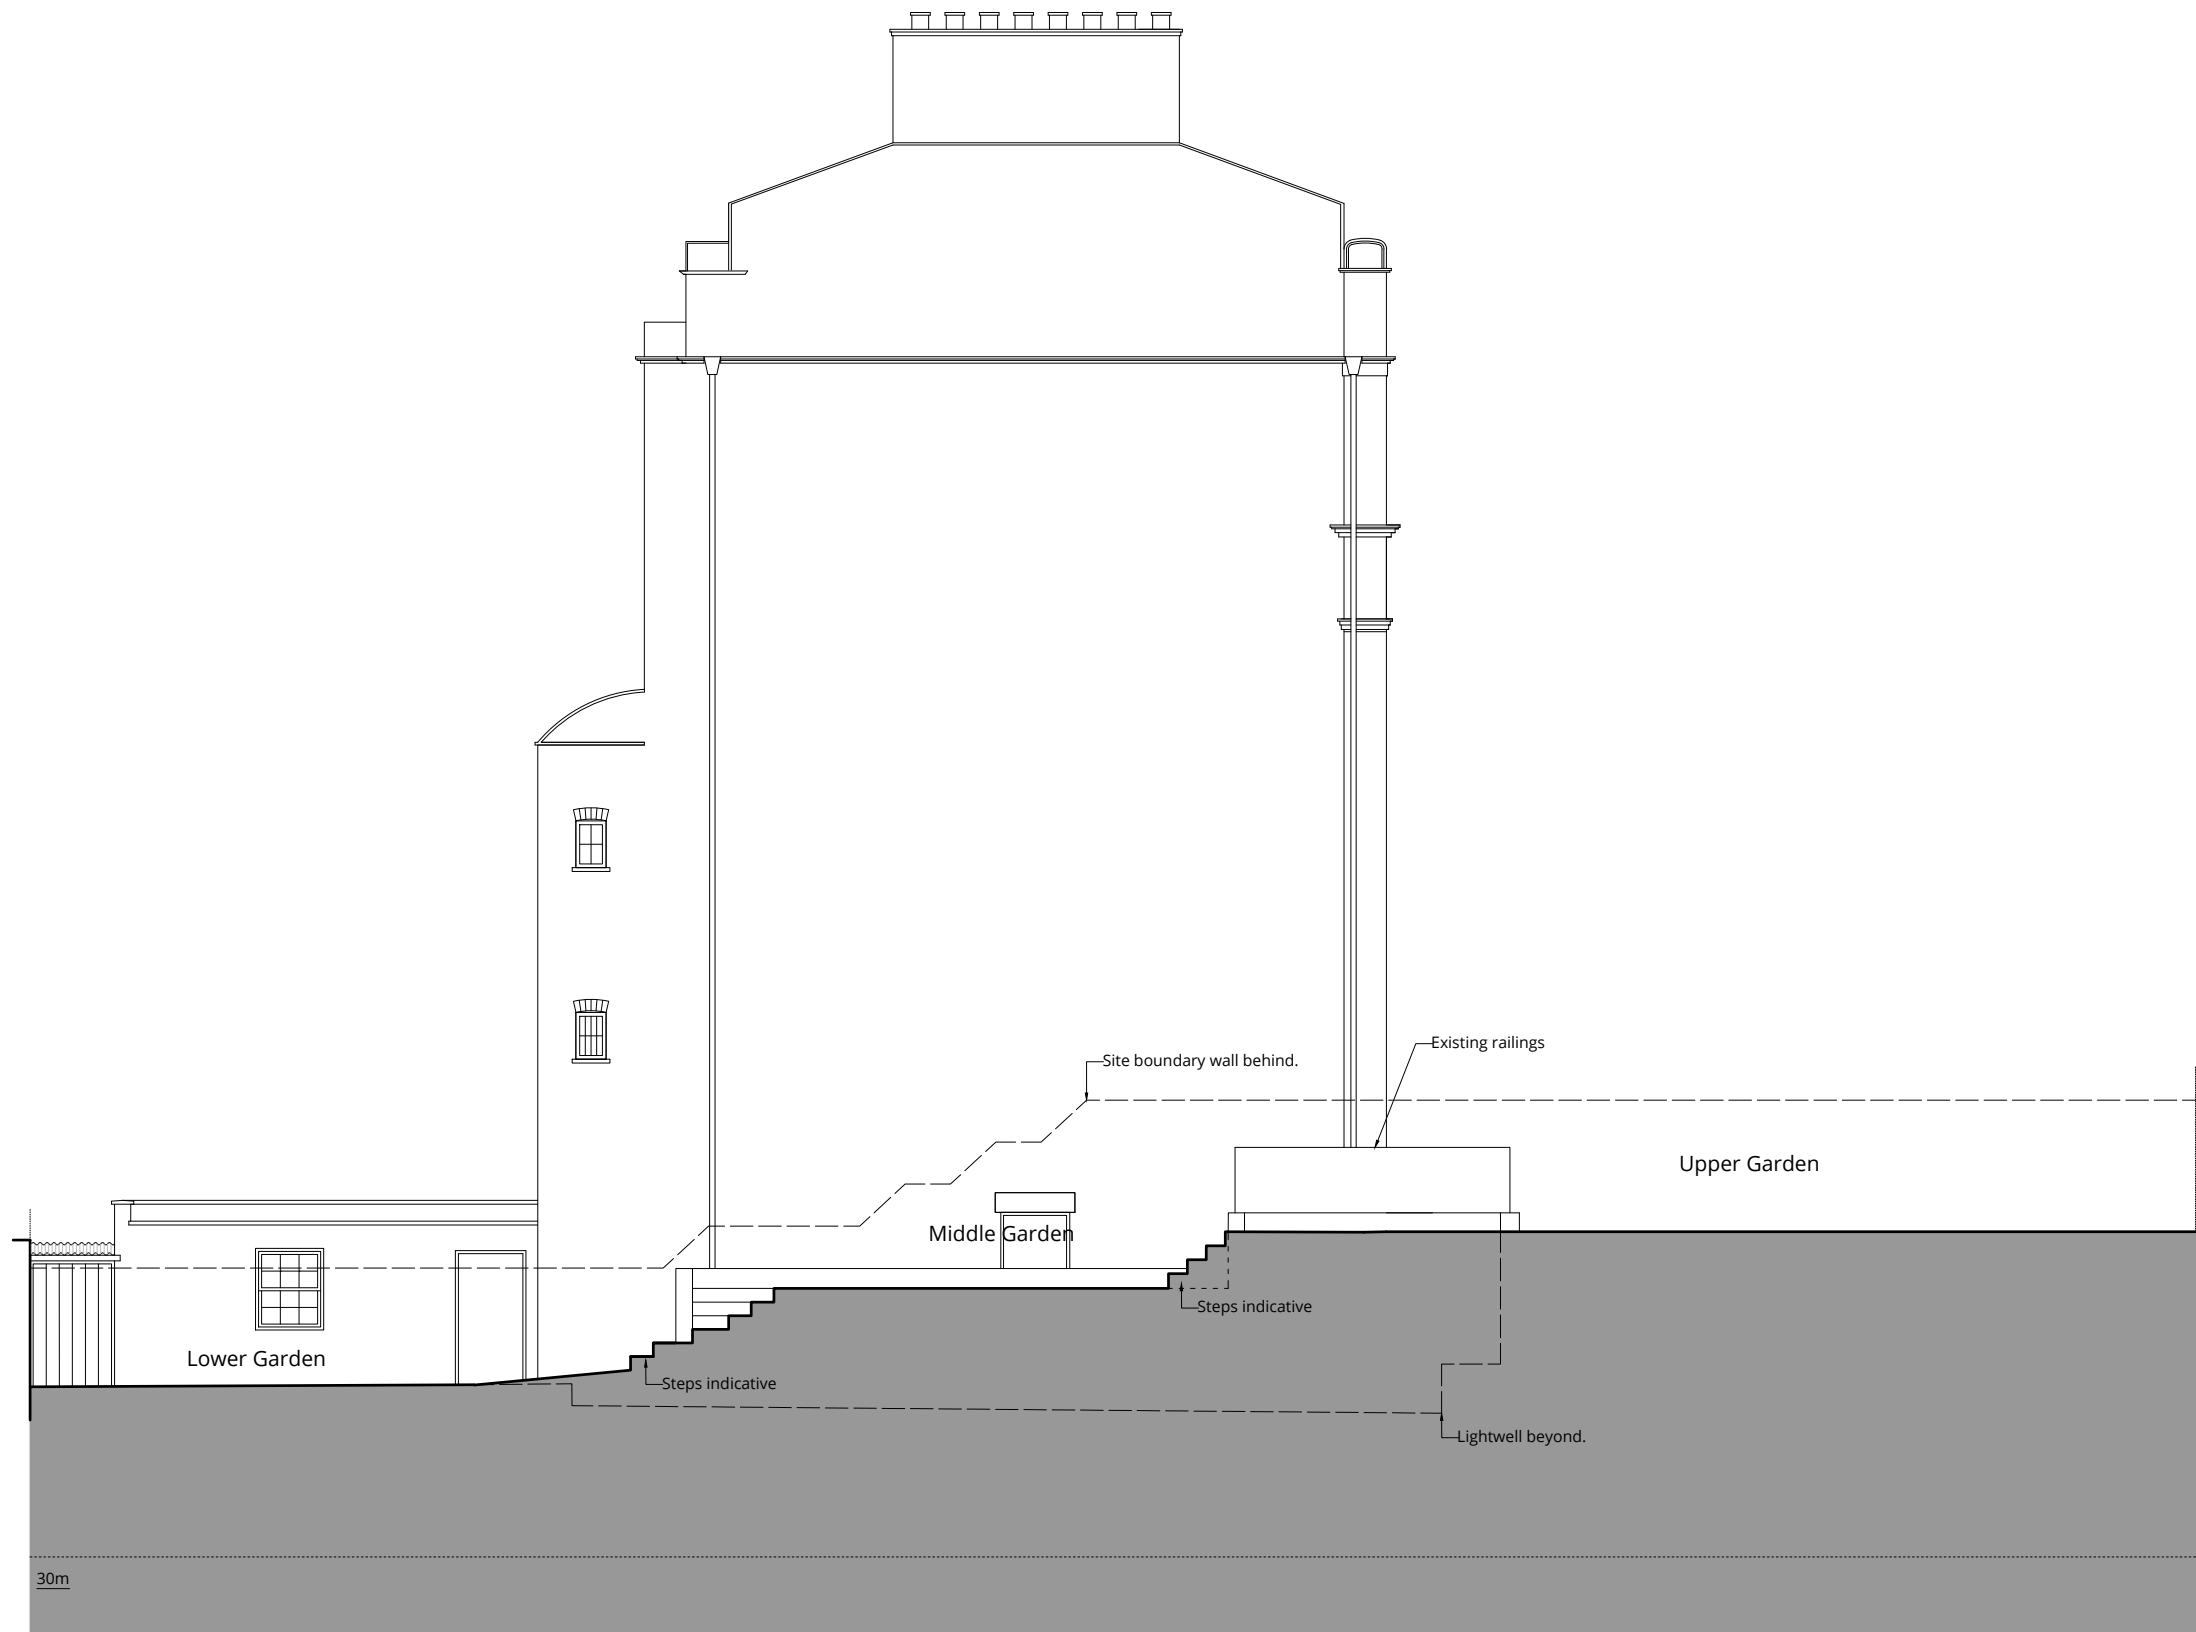 Existing railings
Site boundary wall behind.
Upper Garden
Middle Garden
Steps indicative
Lower Garden
Steps indicative
Lightwell beyond.
30m